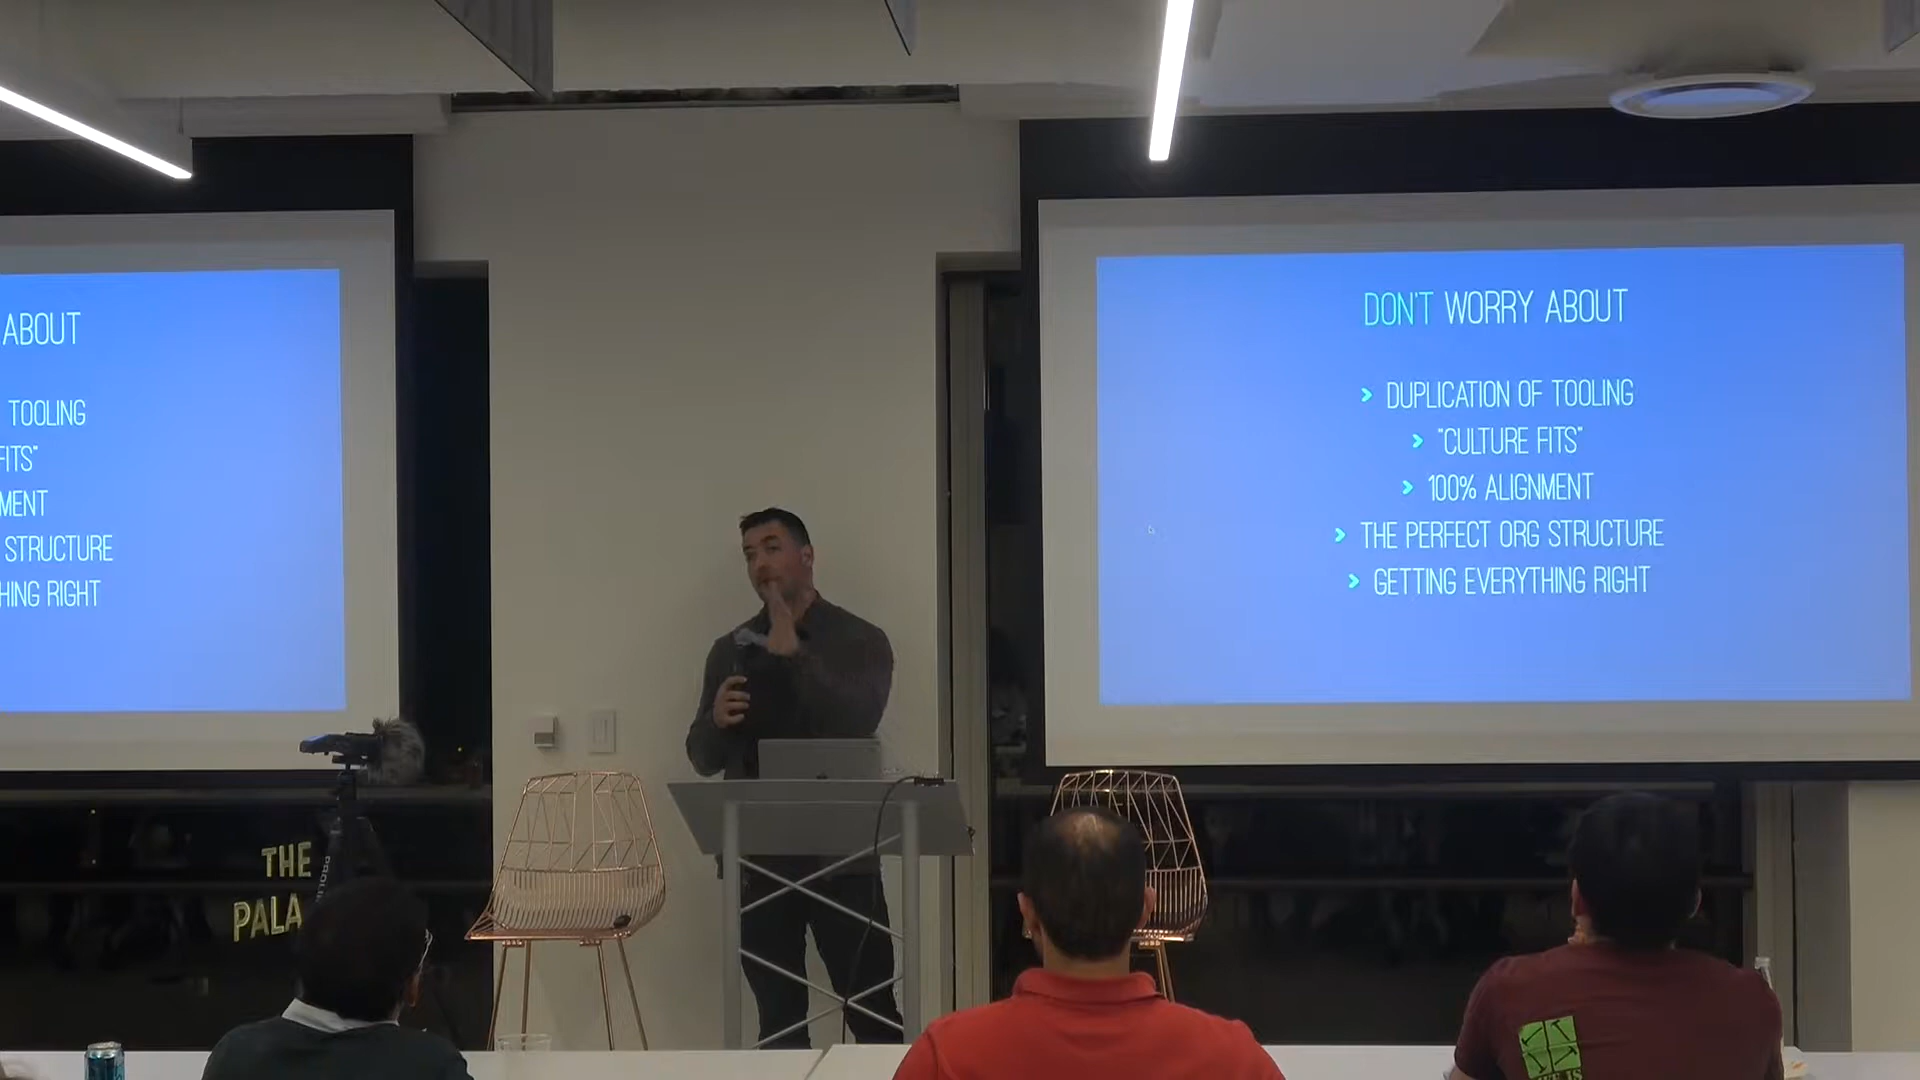 ABOUT
TOOLING
FITS"
MENT
STRUCTURE
HING RIGHT
DON'T WORRY ABOUT
> DUPLICATION OF TOOLING
> "CULTURE FITS"
> 100% ALIGNMENT
> THE PERFECT ORG STRUCTURE
> GETTING EVERYTHING RIGHT
THE
PALA